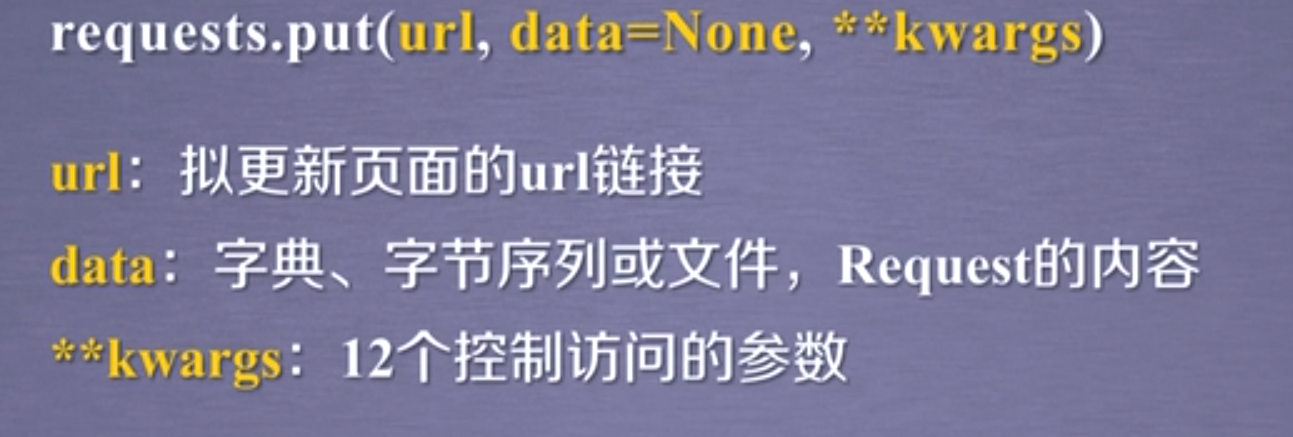 requests.put(url, data=None, **kwargs)
url：拟更新页面的url链接
data：字典、字节序列或文件，Request的内容
**kwargs：12个控制访问的参数